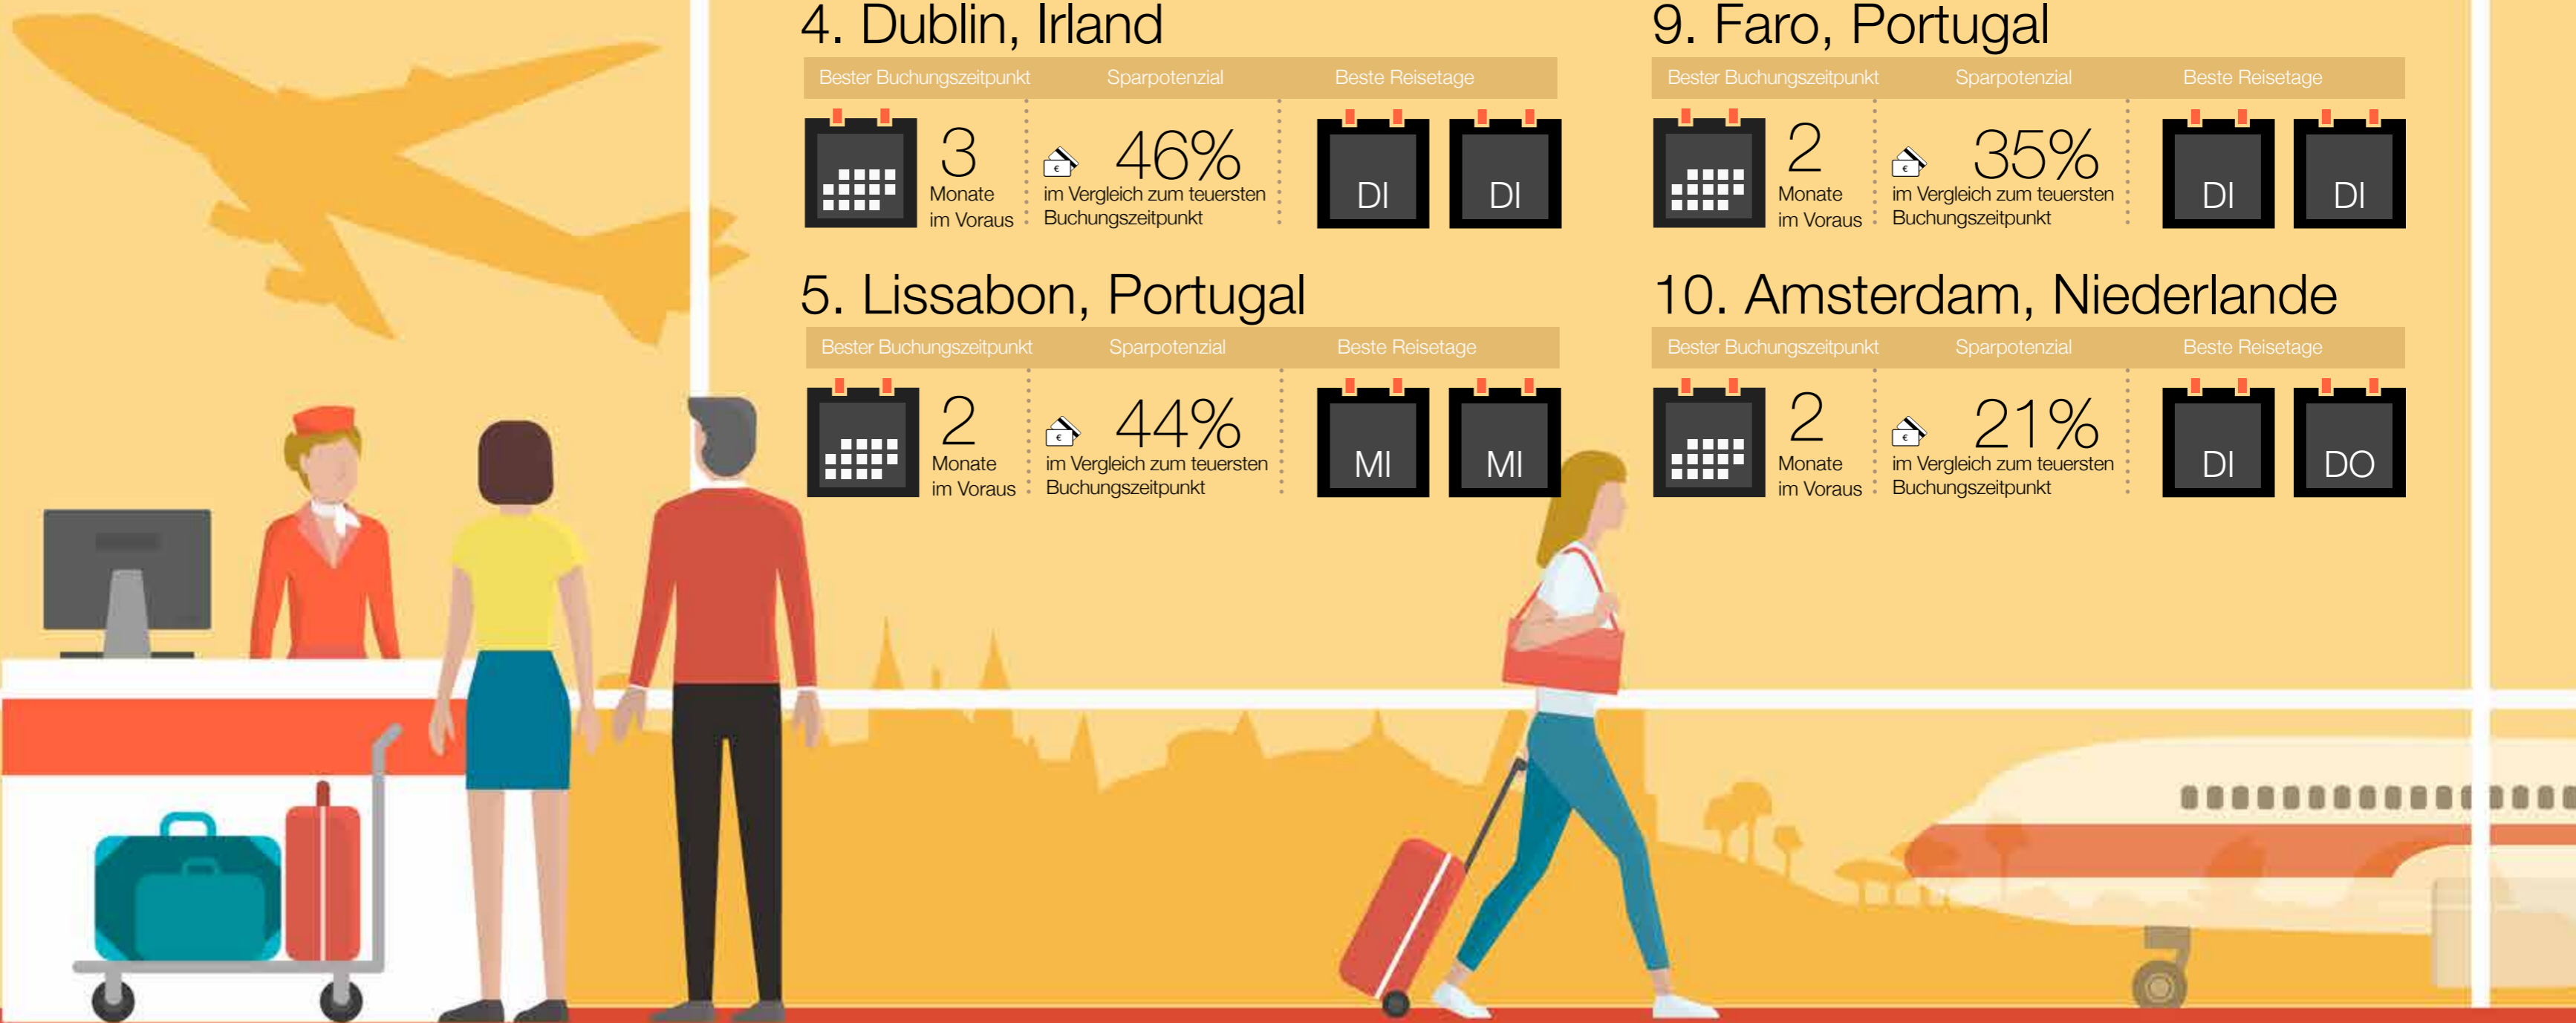 4. Dublin, Irland
Bester Buchungszeitpunkt Sparpotenzial Beste Reisetage
3
Monate
im Voraus
€
46%
im Vergleich zum teuersten
Buchungszeitpunkt
DI DI
5. Lissabon, Portugal
Bester Buchungszeitpunkt Sparpotenzial Beste Reisetage
2
Monate
im Voraus
€
44%
im Vergleich zum teuersten
Buchungszeitpunkt
MI MI
9. Faro, Portugal
Bester Buchungszeitpunkt Sparpotenzial Beste Reisetage
2
Monate
im Voraus
€
35%
im Vergleich zum teuersten
Buchungszeitpunkt
DI DI
10. Amsterdam, Niederlande
Bester Buchungszeitpunkt Sparpotenzial Beste Reisetage
2
Monate
im Voraus
€
21%
im Vergleich zum teuersten
Buchungszeitpunkt
DI DO